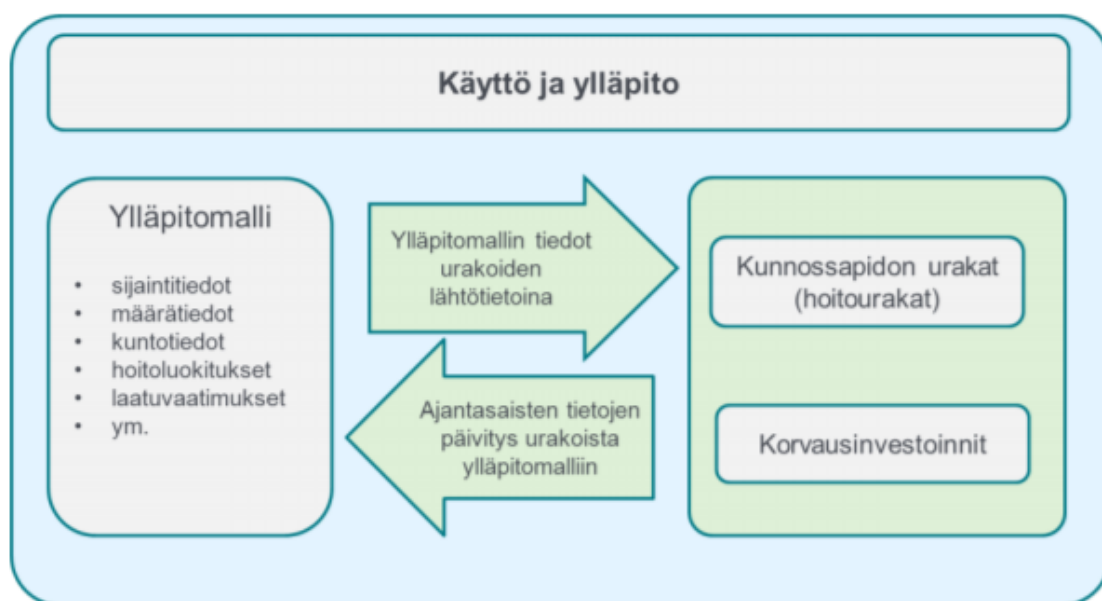 Käyttö ja ylläpito
Ylläpitomalli
• sijaintitiedot
• määrätiedot
• kuntotiedot
• hoitoluokitukset
• laatuvaatimukset
• ym.
Ylläpitomallin tiedot
urakoiden
lähtötietoina
Ajantasaisten tietojen
päivitys urakoista
ylläpitomalliin
Kunnossapidon urakat
(hoitourakat)
Korvausinvestoinnit